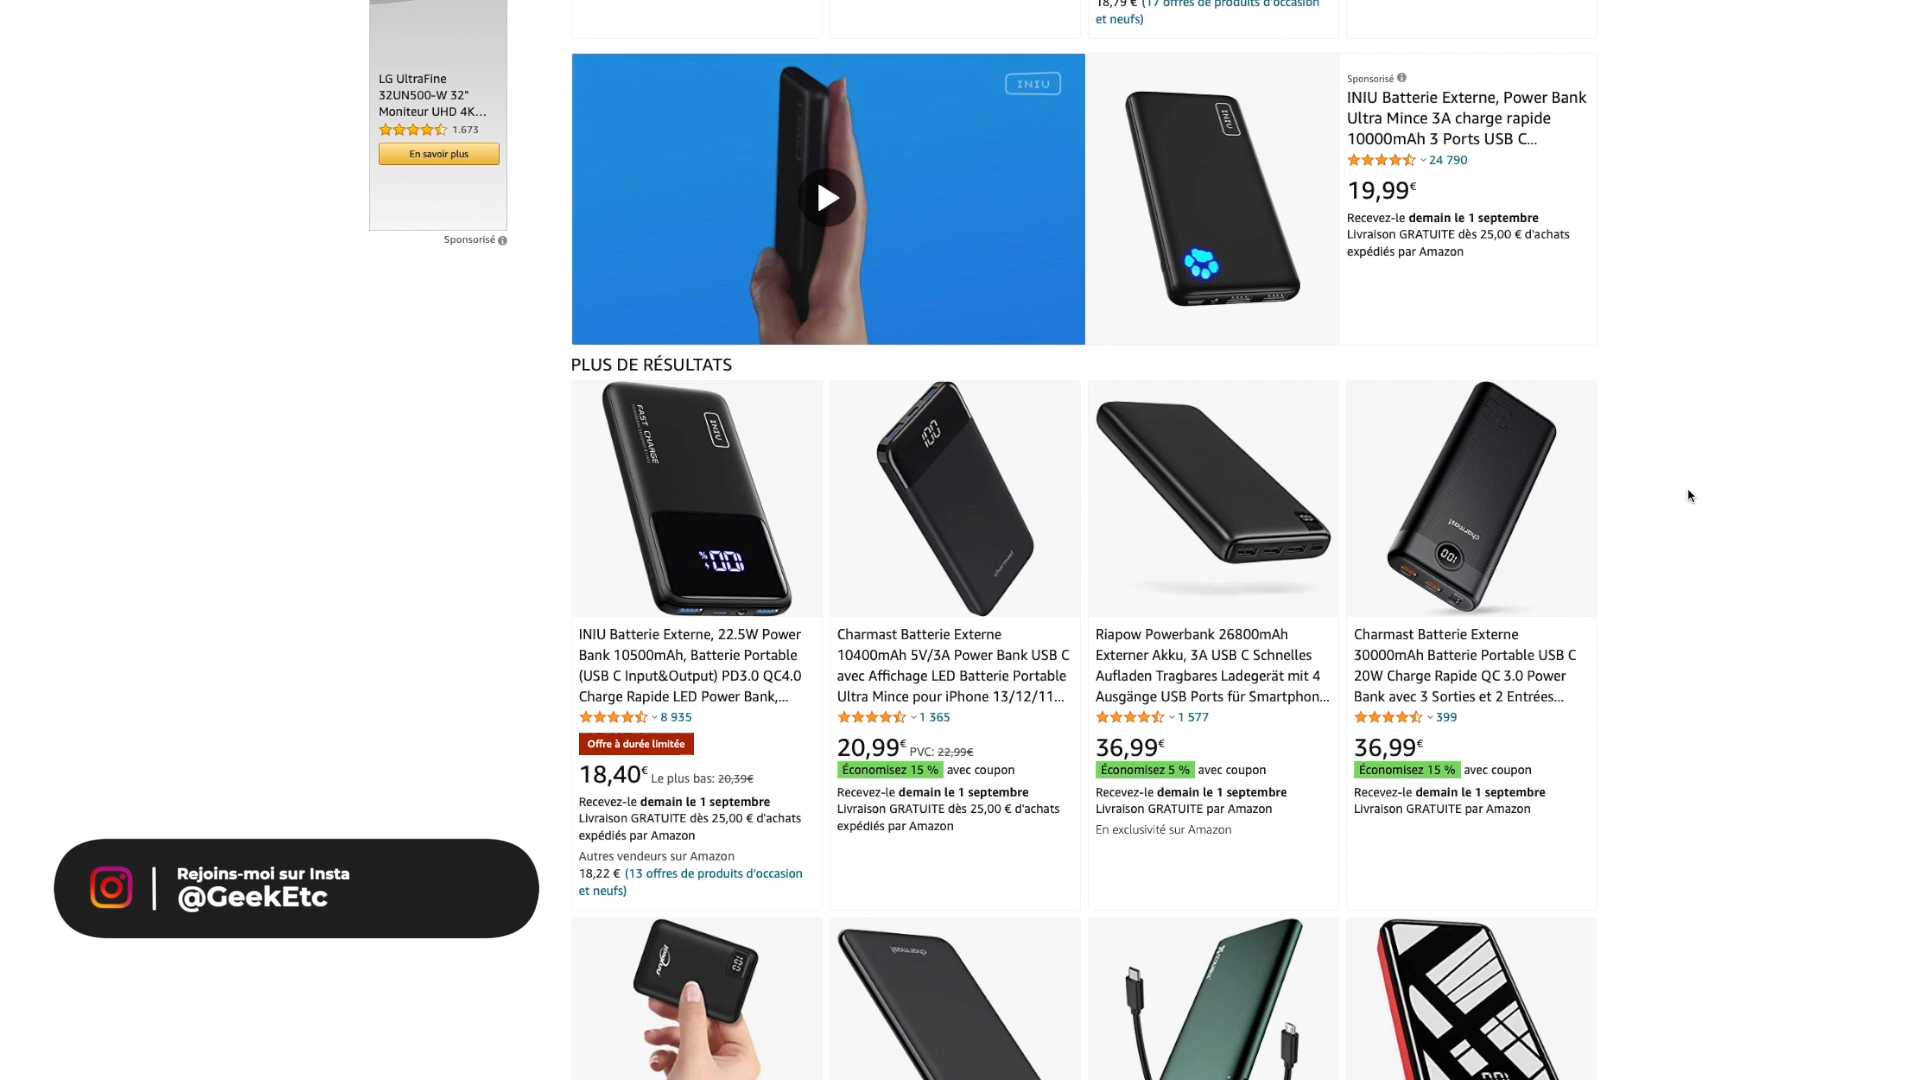 18,79 € (17 offres de produits d'occasion
et neufs)
LG UltraFine
32UN500-W 32"
Moniteur UHD 4K...
1.673
En savoir plus
Sponsorisé
INIU
INIU
Sponsorisé
INIU Batterie Externe, Power Bank
Ultra Mince 3A charge rapide
10000mAh 3 Ports USB C...
24 790
19,99€
Recevez-le demain le 1 septembre
Livraison GRATUITE dès 25,00 € d'achats
expédiés par Amazon
PLUS DE RÉSULTATS
FAST CHARGE
INIU
100%
100
charmast
charmast
100
INIU Batterie Externe, 22.5W Power
Bank 10500mAh, Batterie Portable
(USB C Input&Output) PD3.0 QC4.0
Charge Rapide LED Power Bank,...
8 935
Offre à durée limitée
18,40€ Le plus bas: 20,39€
Recevez-le demain le 1 septembre
Livraison GRATUITE dès 25,00 € d'achats
expédiés par Amazon
Autres vendeurs sur Amazon
18,22 € (13 offres de produits d'occasion
et neufs)
Charmast Batterie Externe
10400mAh 5V/3A Power Bank USB C
avec Affichage LED Batterie Portable
Ultra Mince pour iPhone 13/12/11...
1 365
20,99€ PVC: 22,99€
Économisez 15 % avec coupon
Recevez-le demain le 1 septembre
Livraison GRATUITE dès 25,00 € d'achats
expédiés par Amazon
Riapow Powerbank 26800mAh
Externer Akku, 3A USB C Schnelles
Aufladen Tragbares Ladegerät mit 4
Ausgänge USB Ports für Smartphon...
1 577
36,99€
Économisez 5 % avec coupon
Recevez-le demain le 1 septembre
Livraison GRATUITE par Amazon
En exclusivité sur Amazon
Charmast Batterie Externe
30000mAh Batterie Portable USB C
20W Charge Rapide QC 3.0 Power
Bank avec 3 Sorties et 2 Entrées...
399
36,99€
Économisez 15 % avec coupon
Recevez-le demain le 1 septembre
Livraison GRATUITE par Amazon
Rejoins-moi sur Insta
@GeekEtc
100
charmast
100